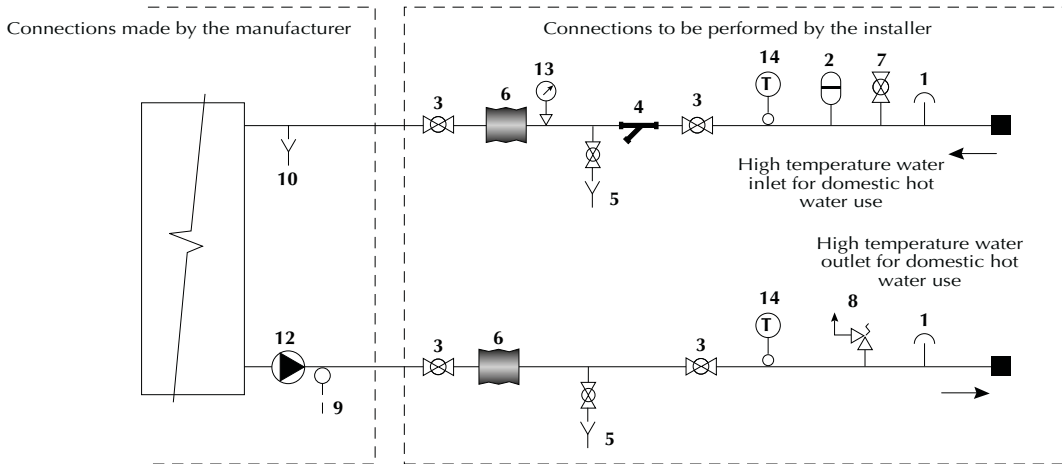 Connections made by the manufacturer
Connections to be performed by the installer
14
2
7
1
13
3
6
4
3
T
10
5
High temperature water
inlet for domestic hot
water use
High temperature water
outlet for domestic hot
water use
14
8
1
12
3
6
3
T
9
5